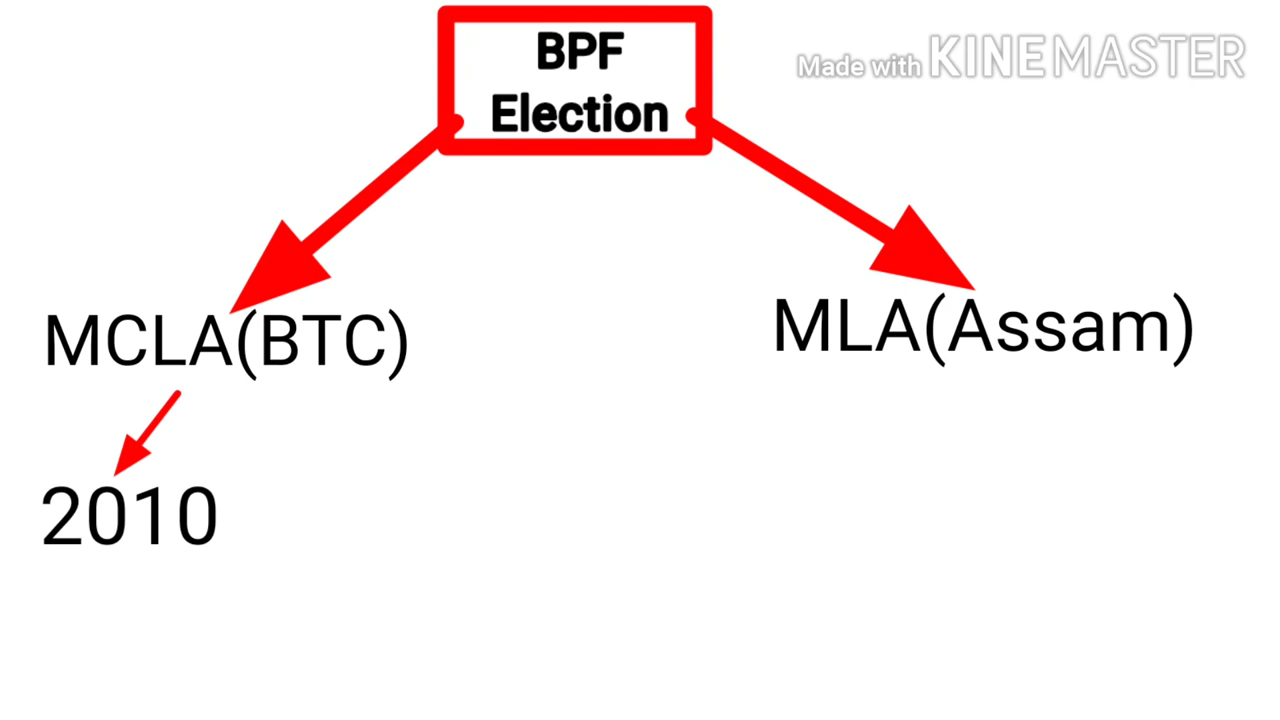 BPF
Election
Made with KINEMASTER
MCLA(BTC)
MLA(Assam)
2010